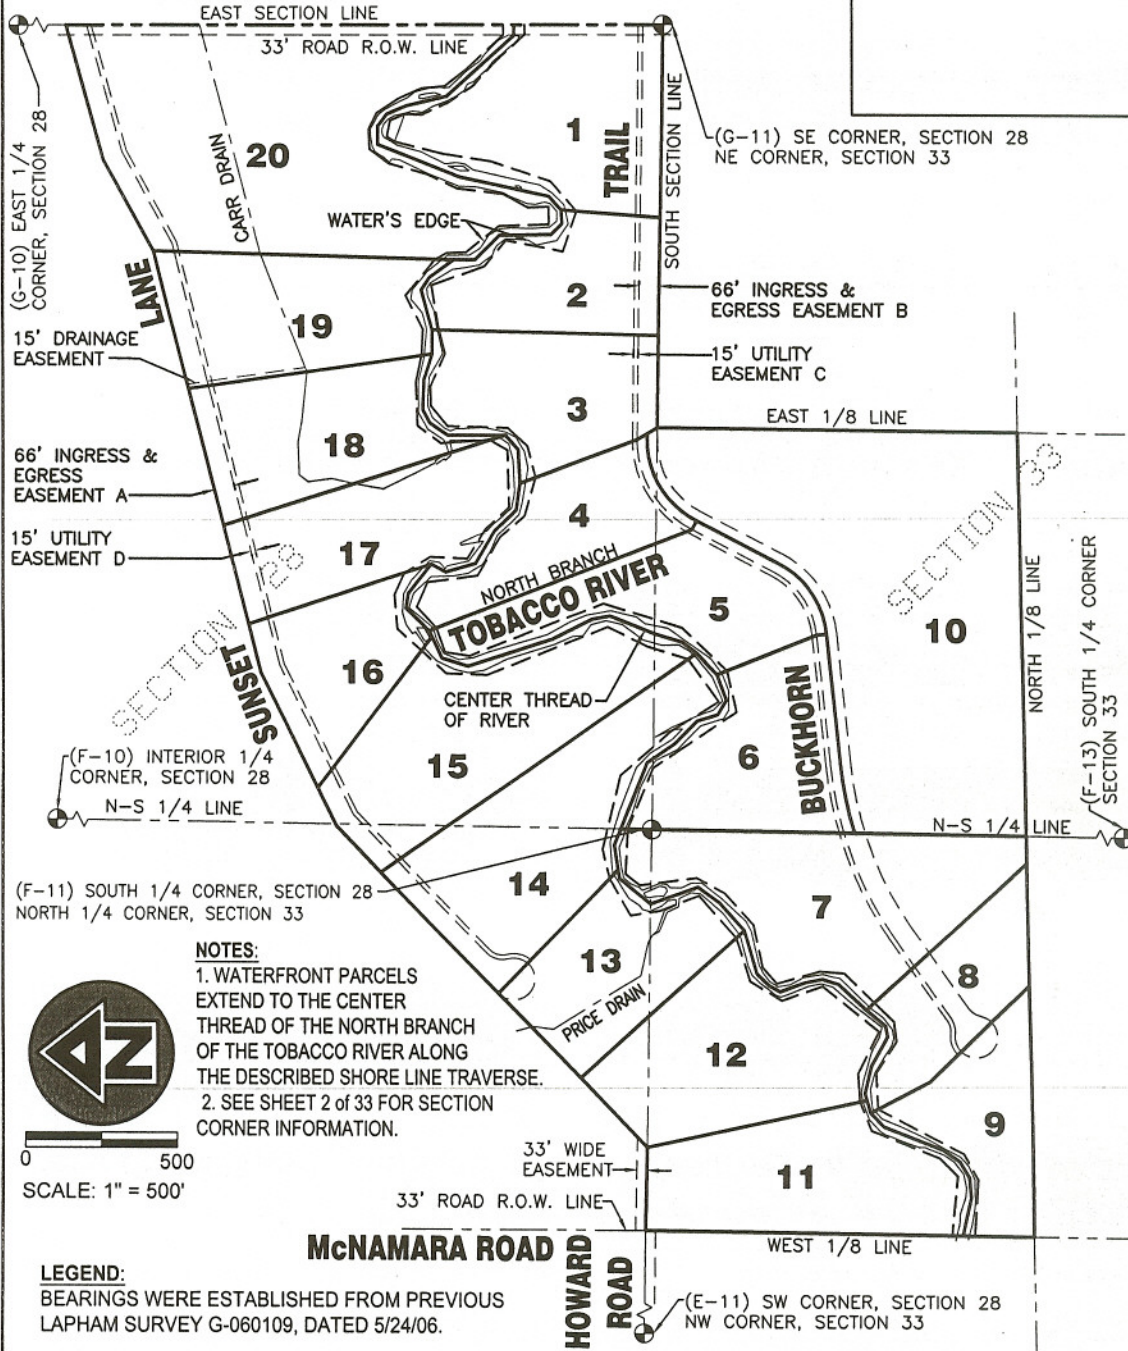 EAST SECTION LINE
33' ROAD R.O.W. LINE
(G-10) EAST 1/4
CORNER, SECTION 28
CARR DRAIN
20
1
TRAIL
SOUTH SECTION LINE
(G-11) SE CORNER, SECTION 28
NE CORNER, SECTION 33
WATER'S EDGE
LANE
19
2
66' INGRESS &
EGRESS EASEMENT B
15' DRAINAGE
EASEMENT
15' UTILITY
EASEMENT C
3
EAST 1/8 LINE
18
66' INGRESS &
EGRESS
EASEMENT A
4
SECTION 33
15' UTILITY
EASEMENT D
17
NORTH BRANCH
TOBACCO RIVER
SECTION 28
5
10
NORTH 1/8 LINE
(F-13) SOUTH 1/4 CORNER
SECTION 33
16
SUNSET
CENTER THREAD
OF RIVER
BUCKHORN
6
15
(F-10) INTERIOR 1/4
CORNER, SECTION 28
N-S 1/4 LINE
N-S 1/4 LINE
(F-11) SOUTH 1/4 CORNER, SECTION 28
NORTH 1/4 CORNER, SECTION 33
14
7
13
8
PRICE DRAIN
12
9
NOTES:
1. WATERFRONT PARCELS
EXTEND TO THE CENTER
THREAD OF THE NORTH BRANCH
OF THE TOBACCO RIVER ALONG
THE DESCRIBED SHORE LINE TRAVERSE.
2. SEE SHEET 2 of 33 FOR SECTION
CORNER INFORMATION.
N
0 500
SCALE: 1" = 500'
33' WIDE
EASEMENT
11
33' ROAD R.O.W. LINE
McNAMARA ROAD
WEST 1/8 LINE
HOWARD
ROAD
(E-11) SW CORNER, SECTION 28
NW CORNER, SECTION 33
LEGEND:
BEARINGS WERE ESTABLISHED FROM PREVIOUS
LAPHAM SURVEY G-060109, DATED 5/24/06.